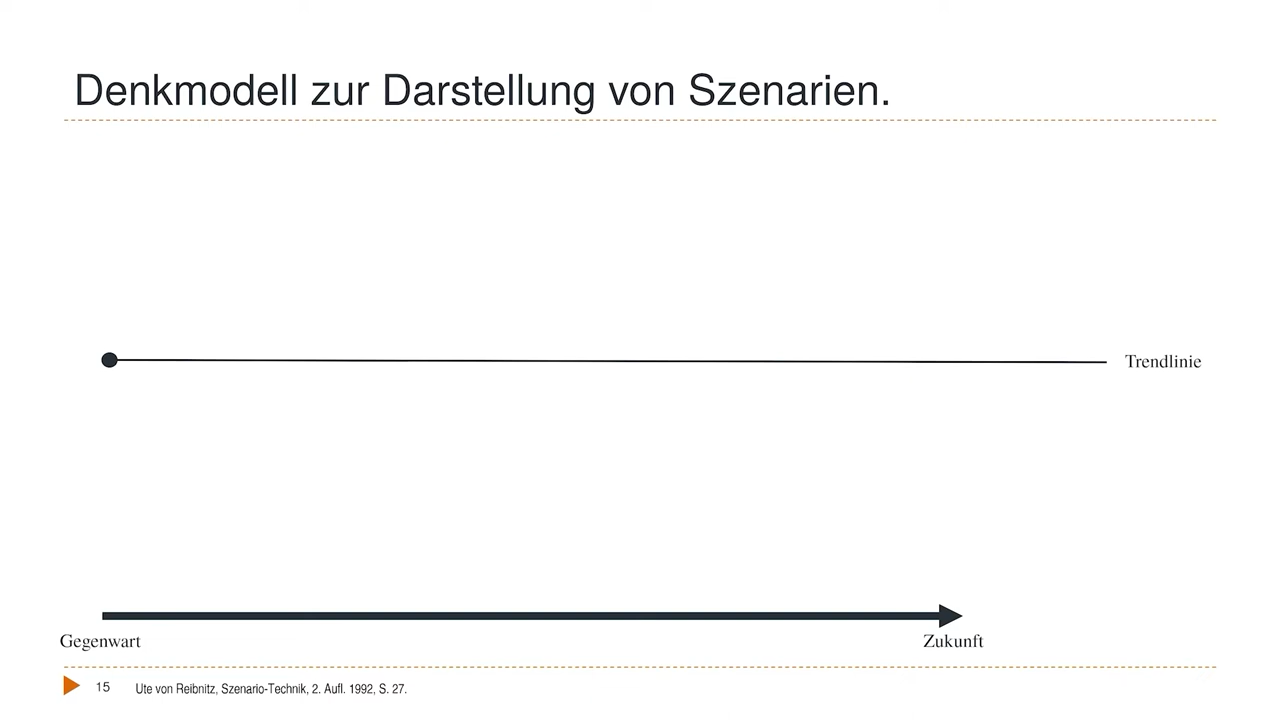 Denkmodell zur Darstellung von Szenarien.
Trendlinie
Gegenwart
Zukunft
15
Ute von Reibnitz, Szenario-Technik, 2. Aufl. 1992, S. 27.